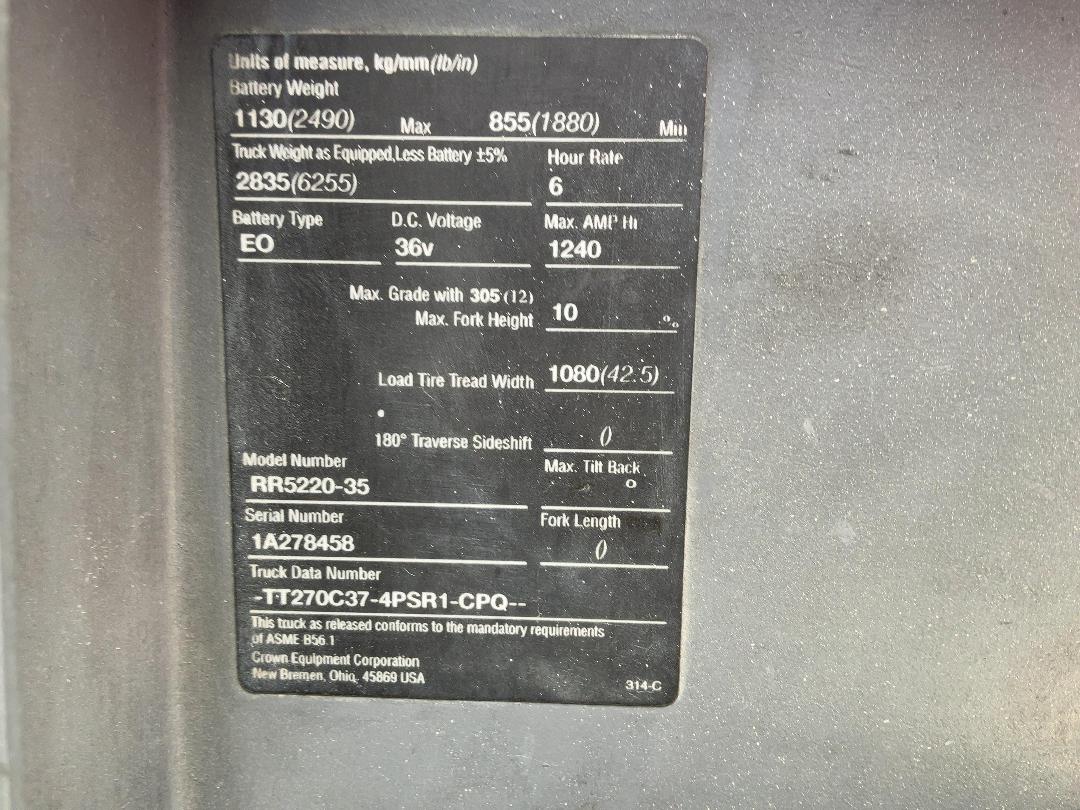 Units of measure, kg/mm(lb/in)
Battery Weight
1130(2490) Max 855(1880) Min
Truck Weight as Equipped,Less Battery ±5% Hour Rate
2835(6255) 6
Battery Type D.C. Voltage Max. AMP Hr
EO 36v 1240
Max. Grade with 305(12)
Max. Fork Height 10 %
Load Tire Tread Width 1080(42.5)
180° Traverse Sideshift ()
Model Number Max. Tilt Back
RR5220-35 °
Serial Number Fork Length
1A278458 ()
Truck Data Number
-TT270C37-4PSR1-CPQ--
This truck as released conforms to the mandatory requirements
of ASME B56.1
Crown Equipment Corporation
New Bremen, Ohio, 45869 USA 314-C